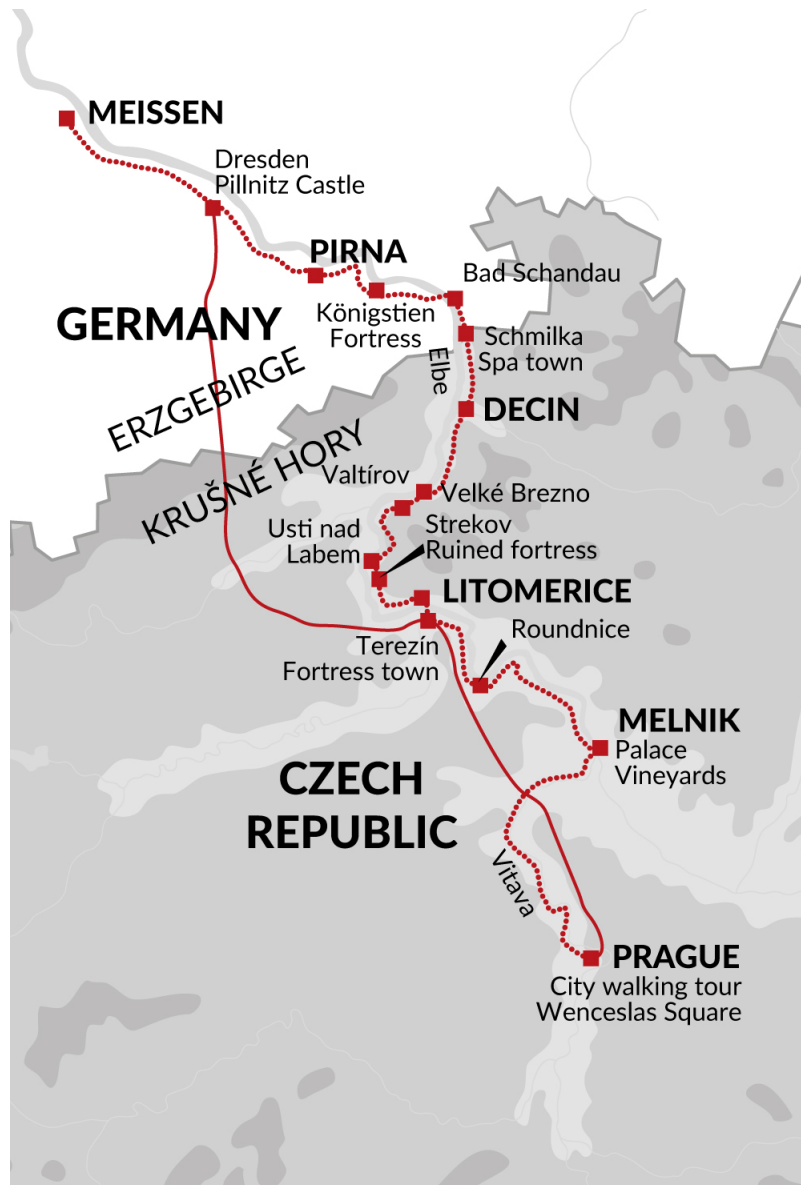 MEISSEN
Dresden
Pillnitz Castle
PIRNA
Bad Schandau
GERMANY
Königstien
Fortress
Schmilka
Spa town
Elbe
ERZGEBIRGE
DECIN
KRUŠNÉ HORY
Valtírov
Velké Brezno
Usti nad
Labem
Strekov
Ruined fortress
LITOMERICE
Terezín
Fortress town
Roundnice
MELNIK
Palace
Vineyards
CZECH
REPUBLIC
Vitava
PRAGUE
City walking tour
Wenceslas Square